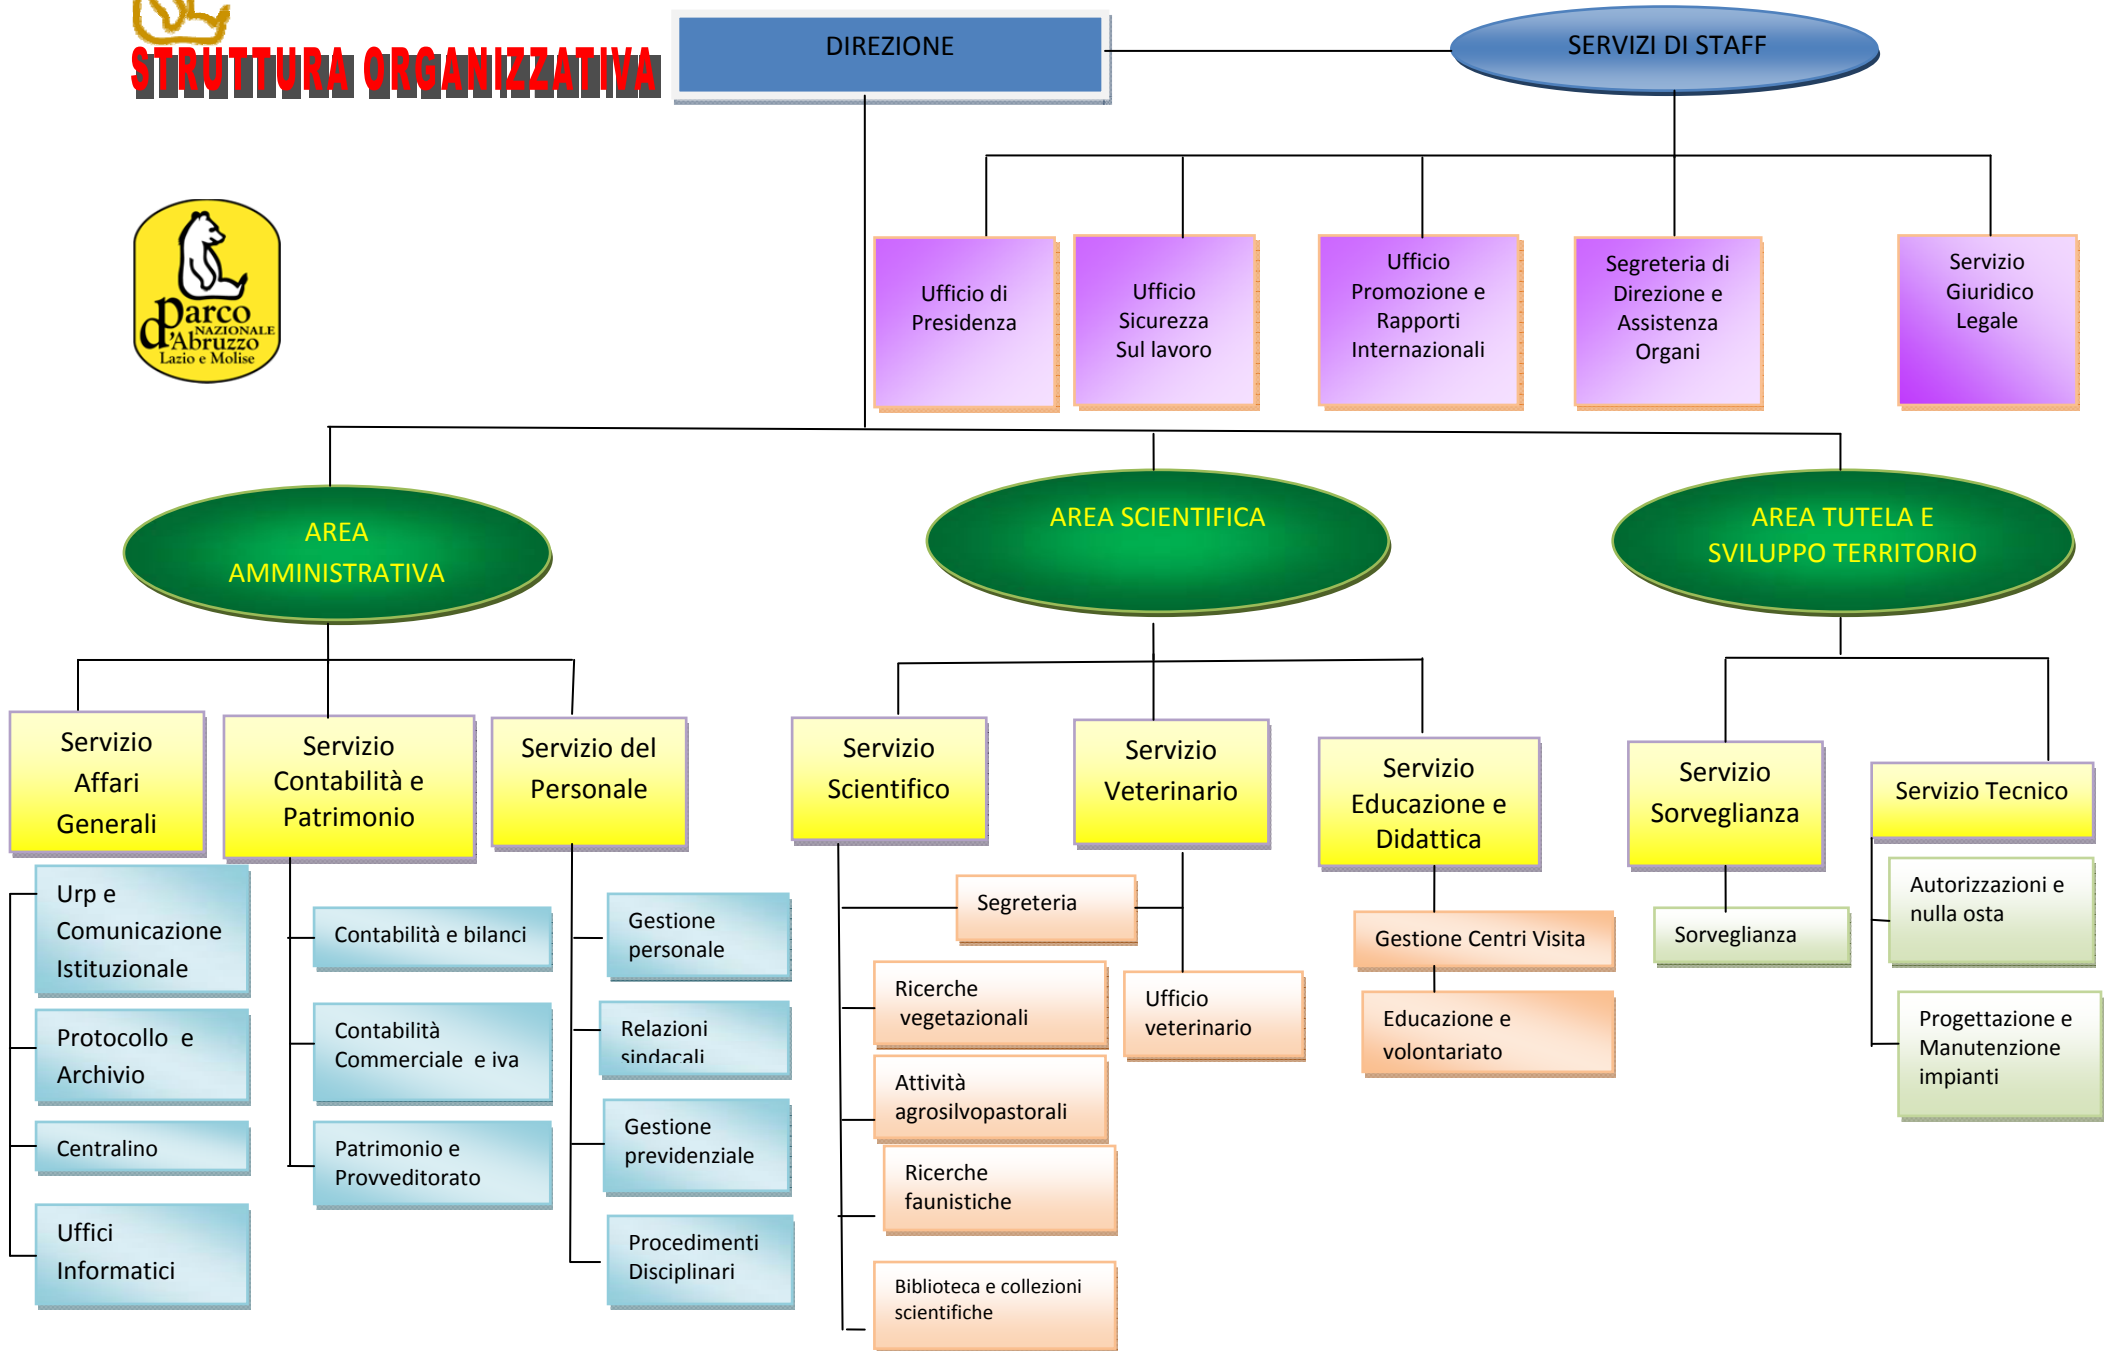 STRUTTURA ORGANIZZATIVA
DIREZIONE
SERVIZI DI STAFF
Parco
NAZIONALE
d'Abruzzo
Lazio e Molise
Ufficio di
Presidenza
Ufficio
Sicurezza
Sul lavoro
Ufficio
Promozione e
Rapporti
Internazionali
Segreteria di
Direzione e
Assistenza
Organi
Servizio
Giuridico
Legale
AREA
AMMINISTRATIVA
AREA SCIENTIFICA
AREA TUTELA E
SVILUPPO TERRITORIO
Servizio
Affari
Generali
Servizio
Contabilità e
Patrimonio
Servizio del
Personale
Servizio
Scientifico
Servizio
Veterinario
Servizio
Educazione e
Didattica
Servizio
Sorveglianza
Servizio Tecnico
Urp e
Comunicazione
Istituzionale
Protocollo e
Archivio
Centralino
Uffici
Informatici
Contabilità e bilanci
Contabilità
Commerciale e iva
Patrimonio e
Provveditorato
Gestione
personale
Relazioni
sindacali
Gestione
previdenziale
Procedimenti
Disciplinari
Segreteria
Ricerche
vegetazionali
Attività
agrosilvopastorali
Ricerche
faunistiche
Biblioteca e collezioni
scientifiche
Ufficio
veterinario
Gestione Centri Visita
Educazione e
volontariato
Sorveglianza
Autorizzazioni e
nulla osta
Progettazione e
Manutenzione
impianti